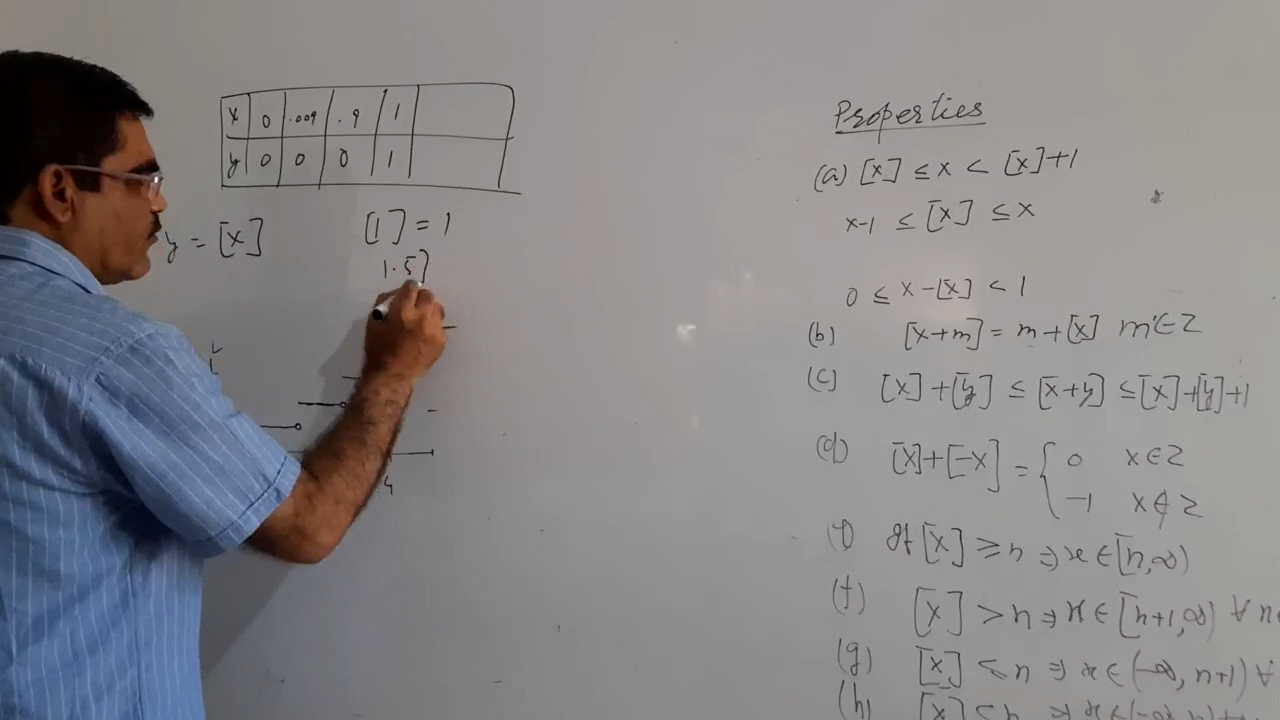 x 0 .009 .9 1
y 0 0 0 1
y = [x]
[1] = 1
1.5]
4
Properties
(a) [x] ≤ x < [x]+1
x-1 ≤ [x] ≤ x
0 ≤ x-[x] < 1
(b) [x+m] = m+[x] m∈Z
(c) [x]+[y] ≤ [x+y] ≤ [x]+[y]+1
(d) [x]+[-x] = { 0 x∈Z
-1 x∉Z
If [x] ≥ n ⇒ x∈[n,∞)
(f) [x] > n ⇒ x∈[n+1,∞) ∀
(g) [x] ≤ n ⇒ x∈(-∞, n+1) ∀
(h) [x] <